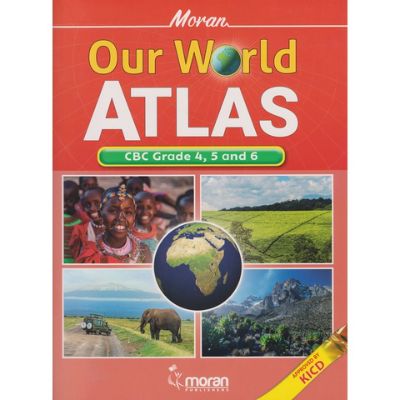 Moran
Our World
ATLAS
CBC Grade 4, 5 and 6
APPROVED BY
KICD
moran
PUBLISHERS